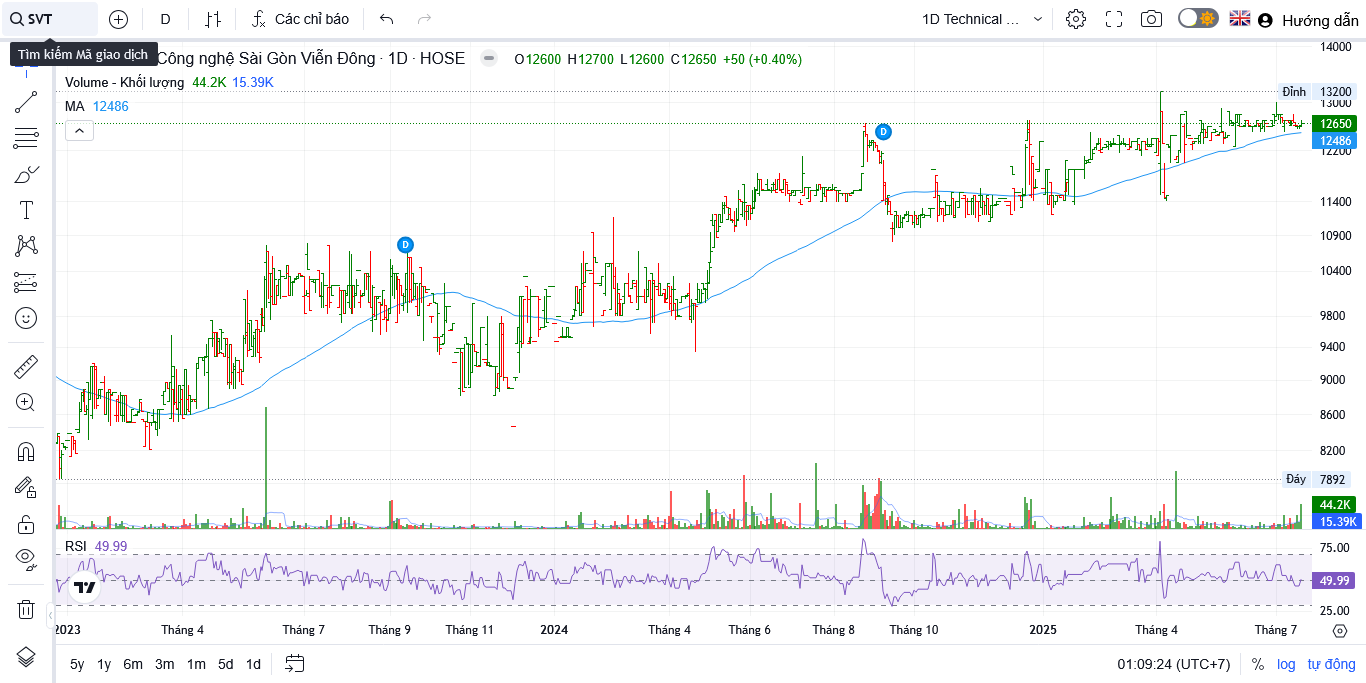 SVT
D
Các chỉ báo
1D Technical ...
Hướng dẫn
Tìm kiếm Mã giao dịch
Công nghệ Sài Gòn Viễn Đông · 1D · HOSE
O12600 H12700 L12600 C12650 +50 (+0.40%)
Volume - Khối lượng 44.2K 15.39K
MA 12486
14000
Đỉnh 13200
13000
12650
12486
12200
11400
10900
10400
9800
9400
9000
8600
8200
Đáy 7892
44.2K
15.39K
D
D
RSI 49.99
75.00
49.99
25.00
2023 Tháng 4 Tháng 7 Tháng 9 Tháng 11 2024 Tháng 4 Tháng 6 Tháng 8 Tháng 10 2025 Tháng 4 Tháng 7
5y 1y 6m 3m 1m 5d 1d
01:09:24 (UTC+7) % log tự động